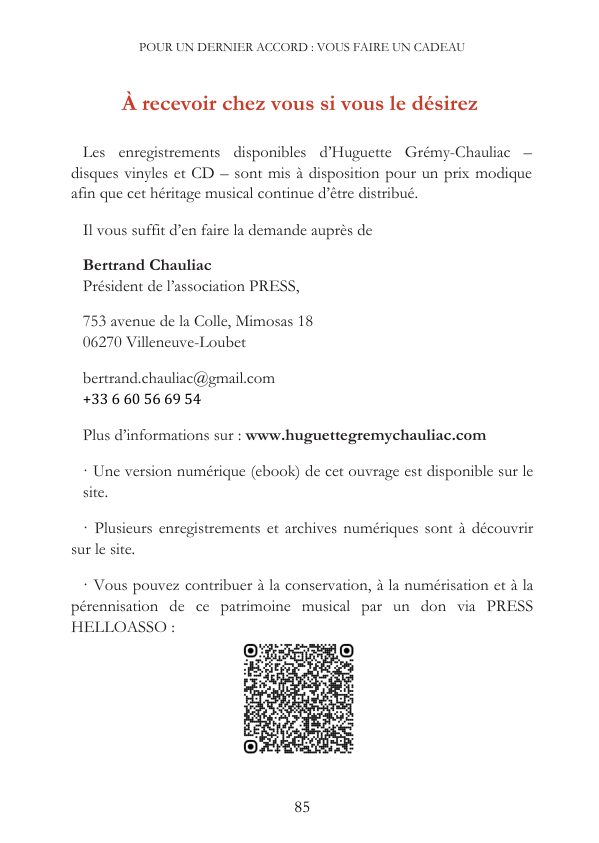 POUR UN DERNIER ACCORD : VOUS FAIRE UN CADEAU
À recevoir chez vous si vous le désirez
Les enregistrements disponibles d’Huguette Grémy-Chauliac –
disques vinyles et CD – sont mis à disposition pour un prix modique
afin que cet héritage musical continue d’être distribué.
Il vous suffit d’en faire la demande auprès de
Bertrand Chauliac
Président de l’association PRESS,
753 avenue de la Colle, Mimosas 18
06270 Villeneuve-Loubet
bertrand.chauliac@gmail.com
+33 6 60 56 69 54
Plus d’informations sur : www.huguettegremychauliac.com
· Une version numérique (ebook) de cet ouvrage est disponible sur le
site.
· Plusieurs enregistrements et archives numériques sont à découvrir
sur le site.
· Vous pouvez contribuer à la conservation, à la numérisation et à la
pérennisation de ce patrimoine musical par un don via PRESS
HELLOASSO :
85